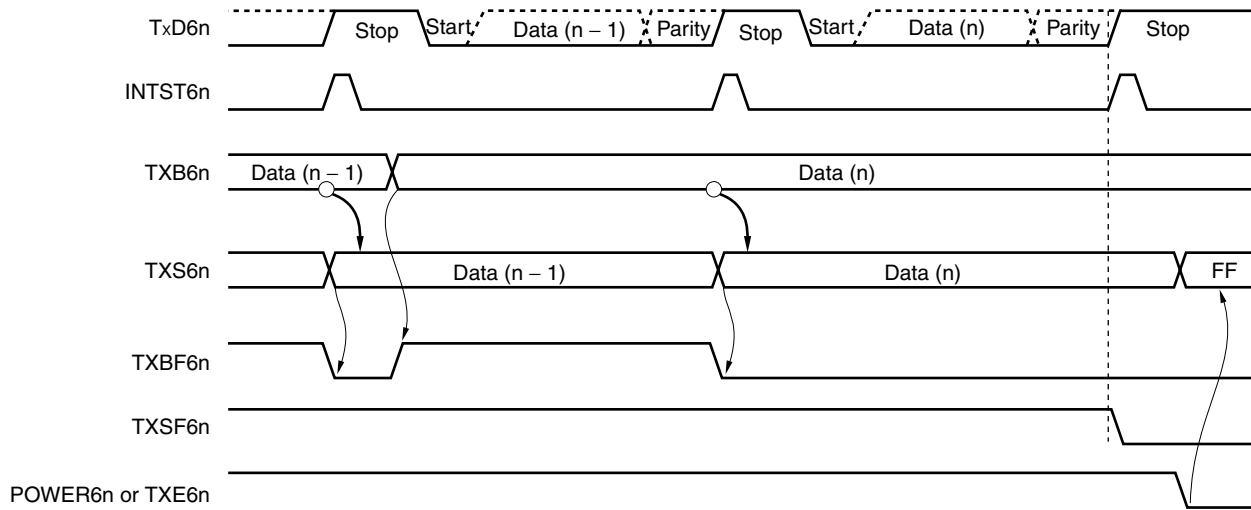 TxD6n Stop Start Data (n − 1) Parity Stop Start Data (n) Parity Stop
INTST6n
TXB6n Data (n − 1) Data (n)
TXS6n Data (n − 1) Data (n) FF
TXBF6n
TXSF6n
POWER6n or TXE6n